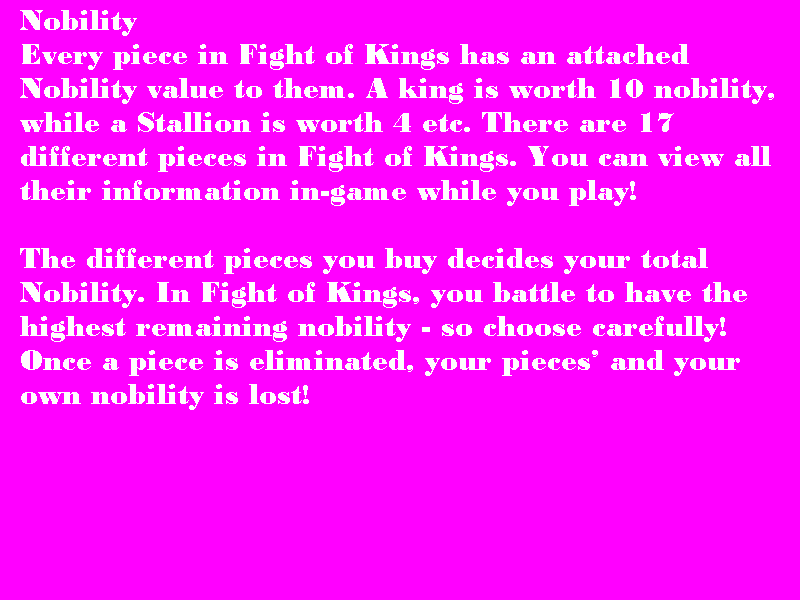 Nobility
Every piece in Fight of Kings has an attached
Nobility value to them. A king is worth 10 nobility,
while a Stallion is worth 4 etc. There are 17
different pieces in Fight of Kings. You can view all
their information in-game while you play!

The different pieces you buy decides your total
Nobility. In Fight of Kings, you battle to have the
highest remaining nobility - so choose carefully!
Once a piece is eliminated, your pieces’ and your
own nobility is lost!